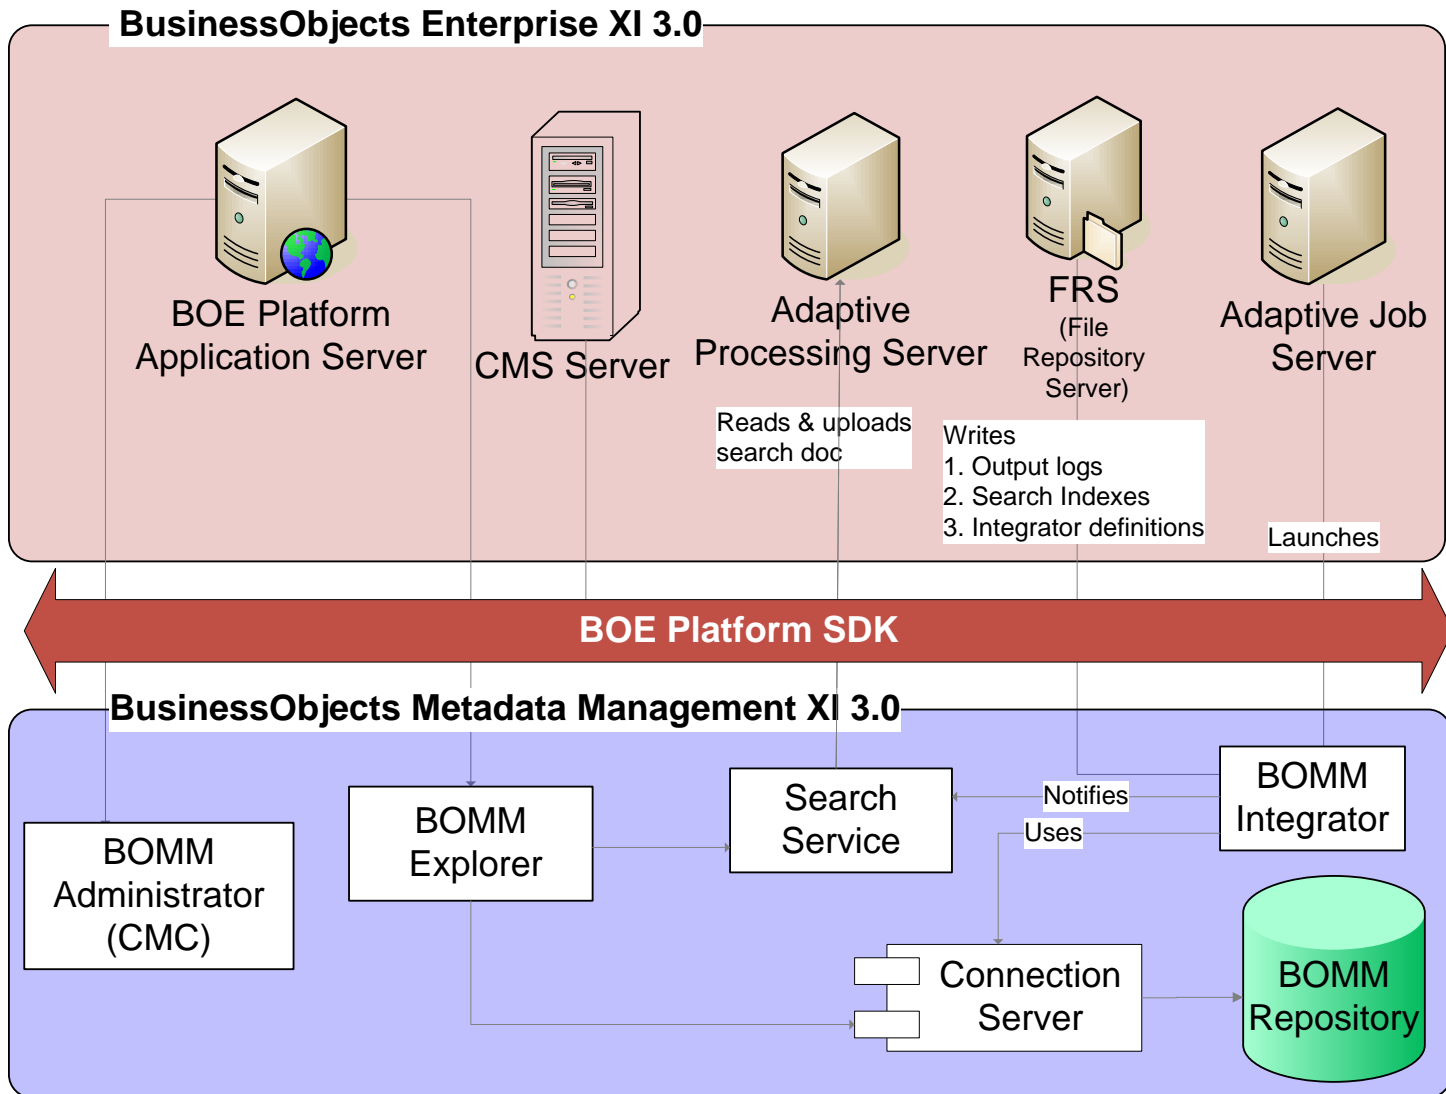 BusinessObjects Enterprise XI 3.0
BOE Platform
Application Server
CMS Server
Adaptive
Processing Server
FRS
(File
Repository
Server)
Adaptive Job
Server
Reads & uploads
search doc
Writes
1. Output logs
2. Search Indexes
3. Integrator definitions
Launches
BOE Platform SDK
BusinessObjects Metadata Management XI 3.0
BOMM
Administrator
(CMC)
BOMM
Explorer
Search
Service
Notifies
Uses
BOMM
Integrator
Connection
Server
BOMM
Repository